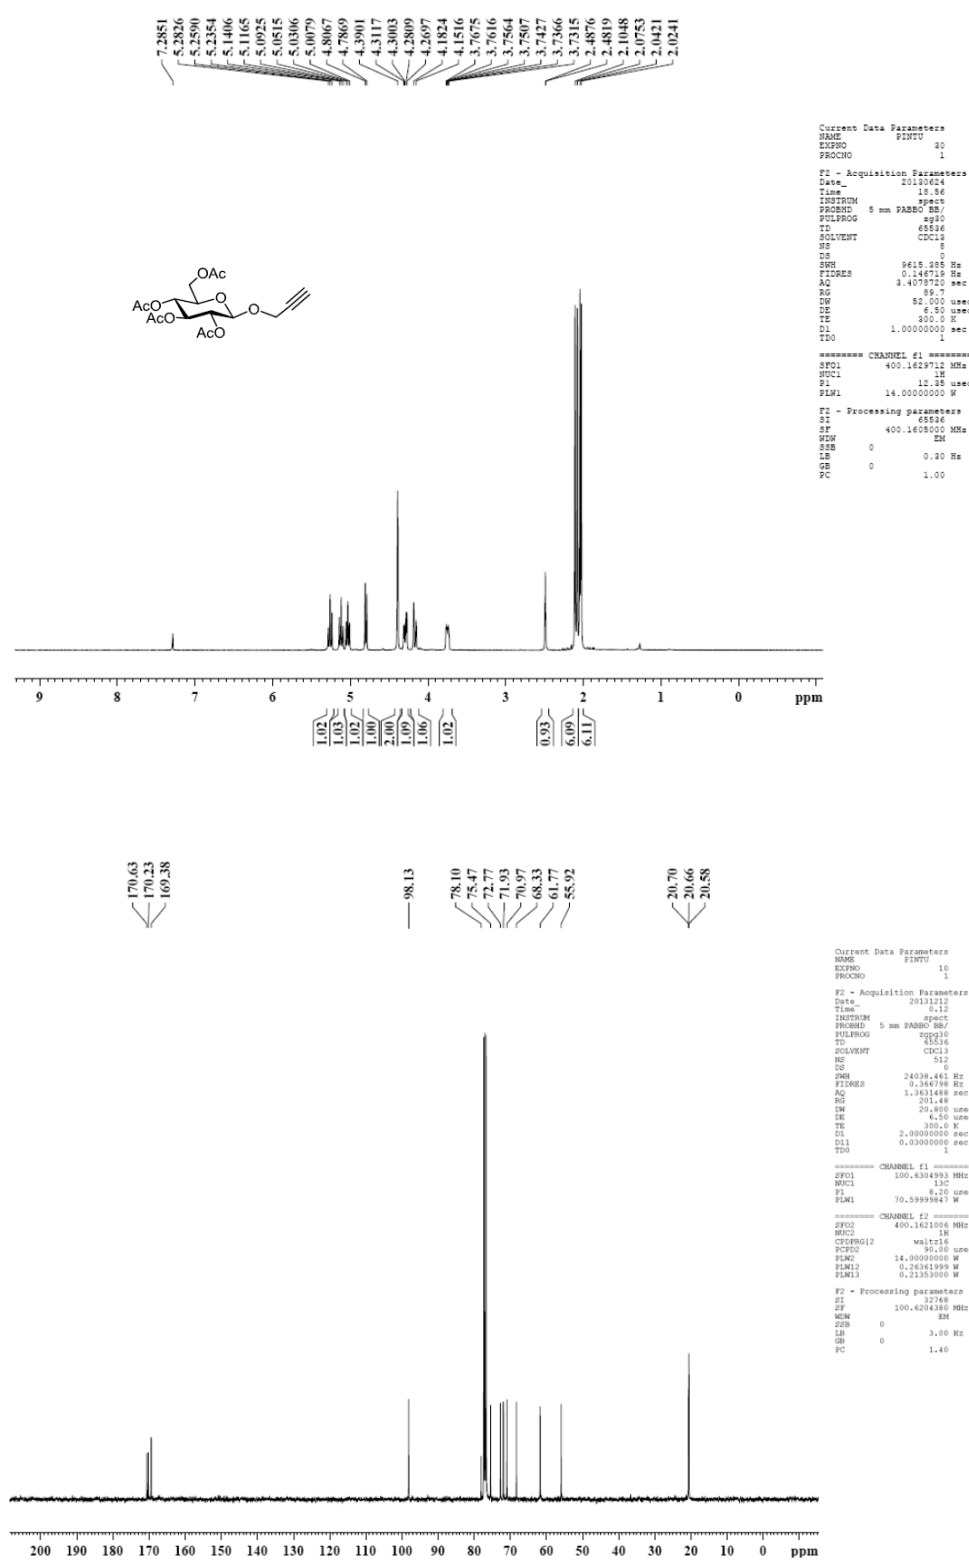 7.2851
5.2826
5.2590
5.2354
5.1406
5.1165
5.0925
5.0515
5.0306
5.0079
4.8067
4.7869
4.3901
4.3117
4.3003
4.2809
4.2697
4.1824
4.1516
3.7675
3.7616
3.7564
3.7507
3.7427
3.7366
3.7315
2.4876
2.4819
2.1048
2.0753
2.0421
2.0241
Current Data Parameters
NAME PINTU
EXPNO 30
PROCNO 1
F2 - Acquisition Parameters
Date_ 20130624
Time 18.56
INSTRUM spect
PROBHD 5 mm PABBO BB/
PULPROG zg30
TD 65536
SOLVENT CDCl3
NS 8
DS 0
SWH 9615.385 Hz
FIDRES 0.146719 Hz
AQ 3.4078720 sec
RG 89.7
DW 52.000 usec
DE 6.50 usec
TE 300.0 K
D1 1.00000000 sec
TD0 1
======== CHANNEL f1 ========
SFO1 400.1629712 MHz
NUC1 1H
P1 12.35 usec
PLW1 14.00000000 W
F2 - Processing parameters
SI 65536
SF 400.1605000 MHz
WDW EM
SSB 0
LB 0.30 Hz
GB 0
PC 1.00
OAc
AcO
O
O
AcO
AcO
9 8 7 6 5 4 3 2 1 0 ppm
1.02
1.03
1.02
1.00
2.00
1.09
1.06
1.02
0.93
6.09
6.11
170.63
170.23
169.38
98.13
78.10
75.47
72.77
71.93
70.97
68.33
61.77
55.92
20.70
20.66
20.58
Current Data Parameters
NAME PINTU
EXPNO 10
PROCNO 1
F2 - Acquisition Parameters
Date_ 20131212
Time 0.12
INSTRUM spect
PROBHD 5 mm PABBO BB/
PULPROG zgpg30
TD 65536
SOLVENT CDCl3
NS 512
DS 0
SWH 24038.461 Hz
FIDRES 0.366798 Hz
AQ 1.3631488 sec
RG 201.48
DW 20.800 use
DE 6.50 use
TE 300.0 K
D1 2.00000000 sec
D11 0.03000000 sec
TD0 1
======== CHANNEL f1 ========
SFO1 100.6304993 MHz
NUC1 13C
P1 8.20 use
PLW1 70.59999847 W
======== CHANNEL f2 ========
SFO2 400.1621006 MHz
NUC2 1H
CPDPRG[2 waltz16
PCPD2 90.00 use
PLW2 14.00000000 W
PLW12 0.26361999 W
PLW13 0.21353000 W
F2 - Processing parameters
SI 32768
SF 100.6204380 MHz
WDW EM
SSB 0
LB 3.00 Hz
GB 0
PC 1.40
200 190 180 170 160 150 140 130 120 110 100 90 80 70 60 50 40 30 20 10 0 ppm